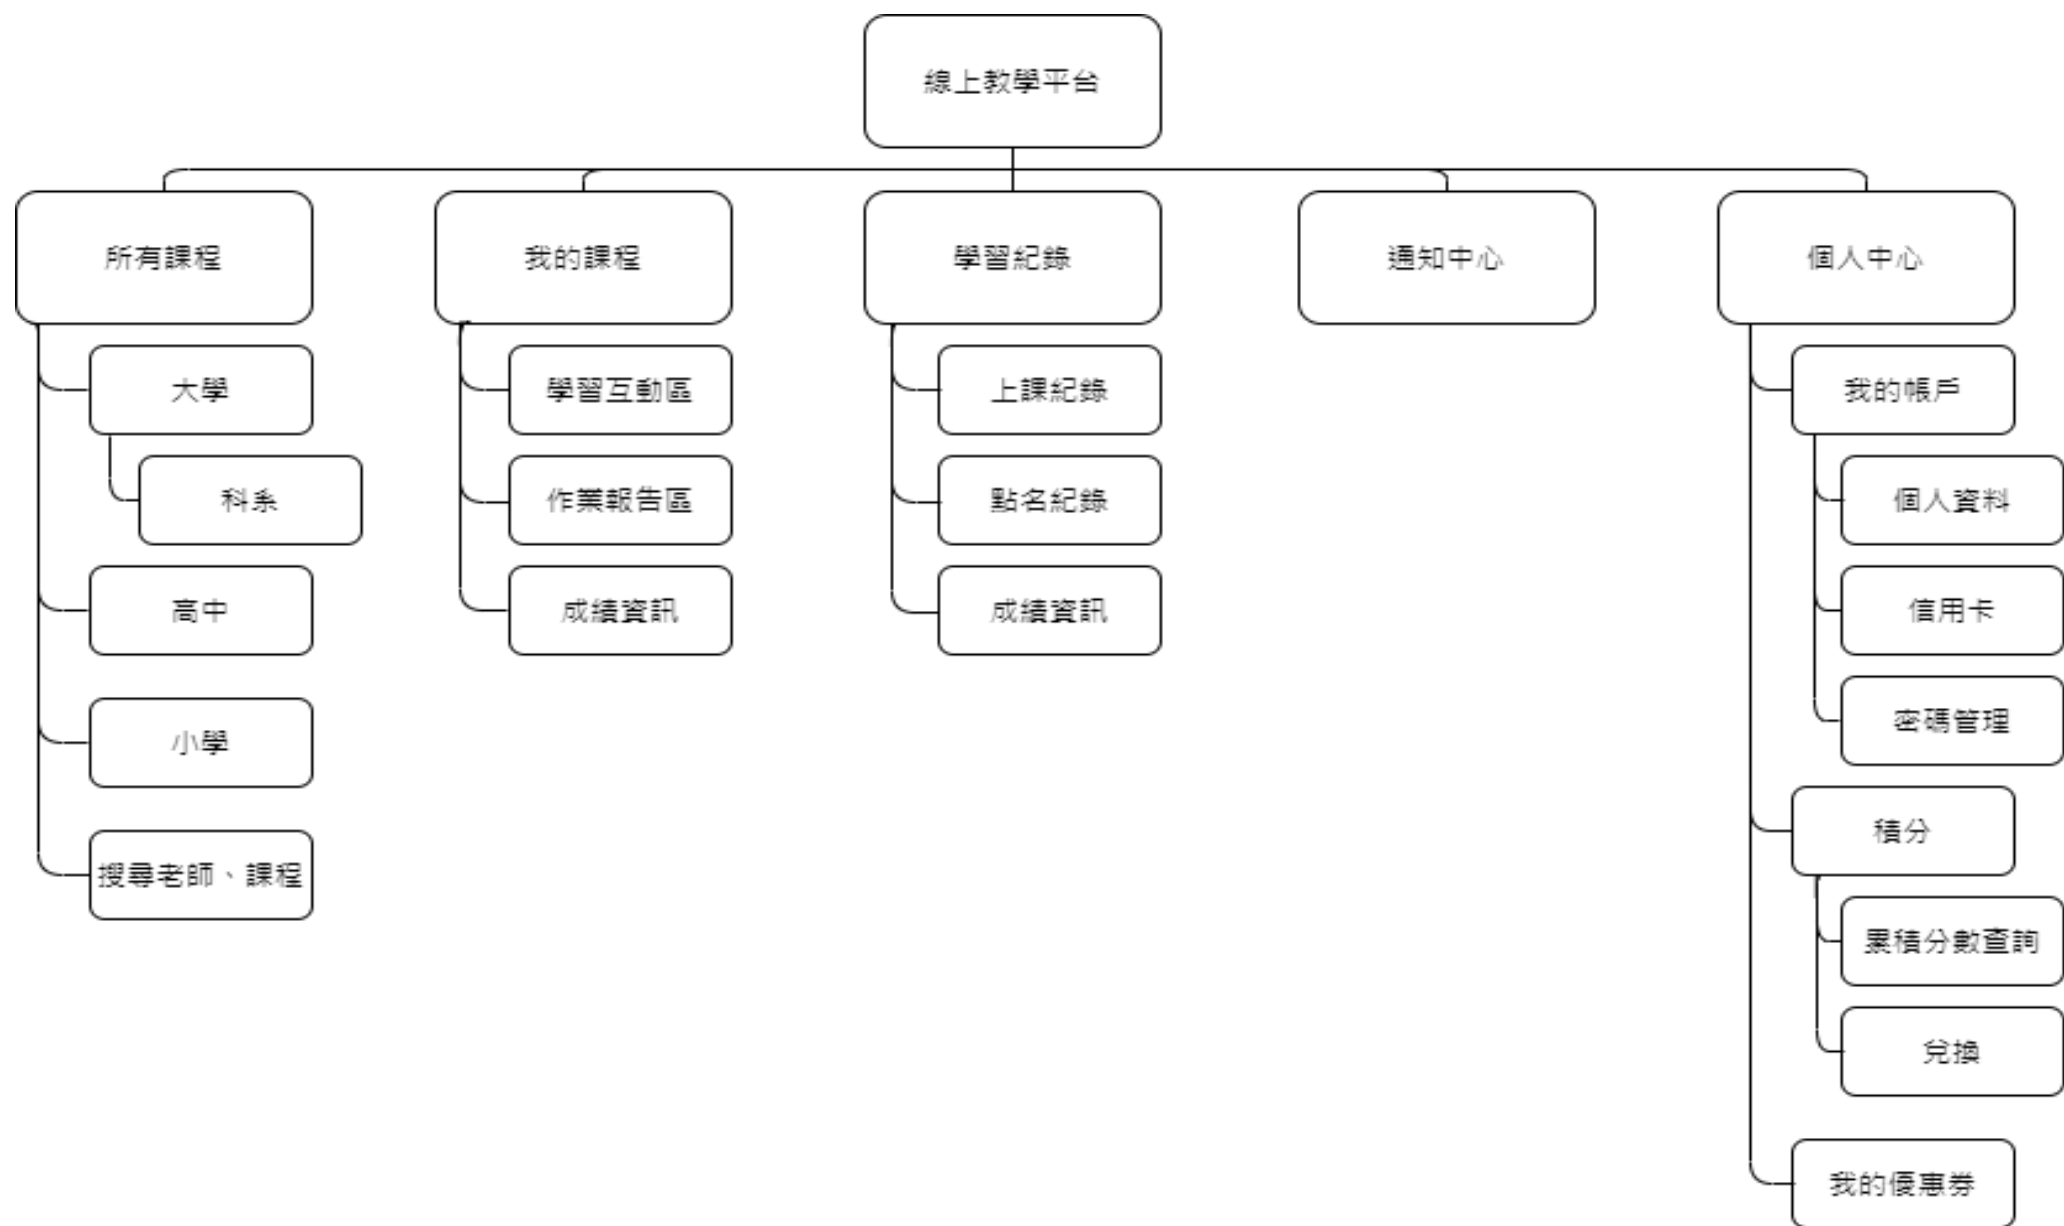 線上教學平台
所有課程
我的課程
學習紀錄
通知中心
個人中心
大學
科系
高中
小學
搜尋老師、課程
學習互動區
作業報告區
成績資訊
上課紀錄
點名紀錄
成績資訊
我的帳戶
個人資料
信用卡
密碼管理
積分
累積分數查詢
兌換
我的優惠券